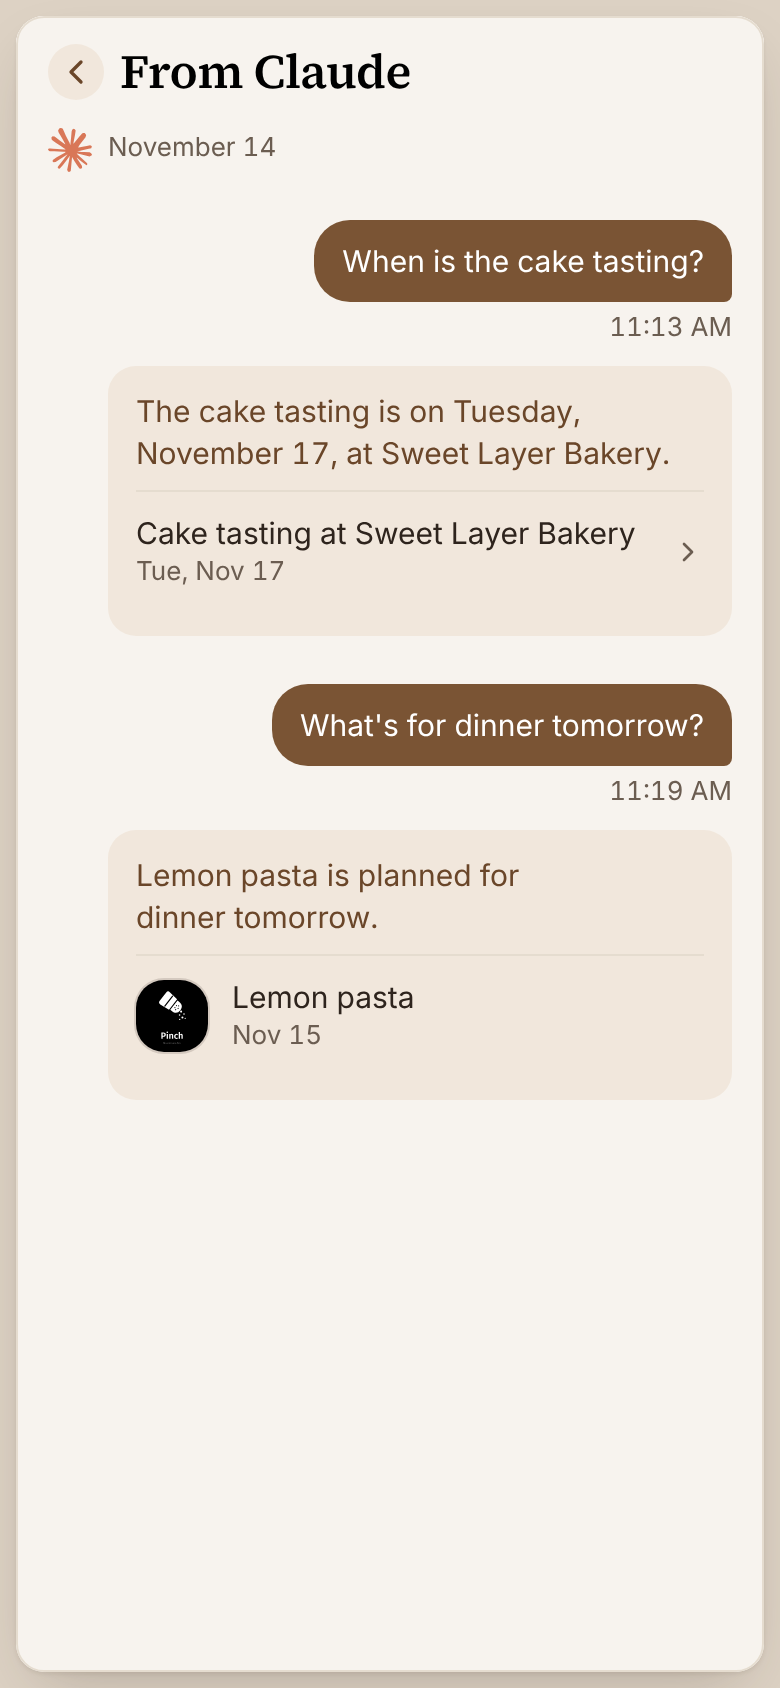 From Claude
November 14
When is the cake tasting?
11:13 AM
The cake tasting is on Tuesday,
November 17, at Sweet Layer Bakery.
Cake tasting at Sweet Layer Bakery
Tue, Nov 17
What's for dinner tomorrow?
11:19 AM
Lemon pasta is planned for
dinner tomorrow.
Pinch
Lemon pasta
Nov 15